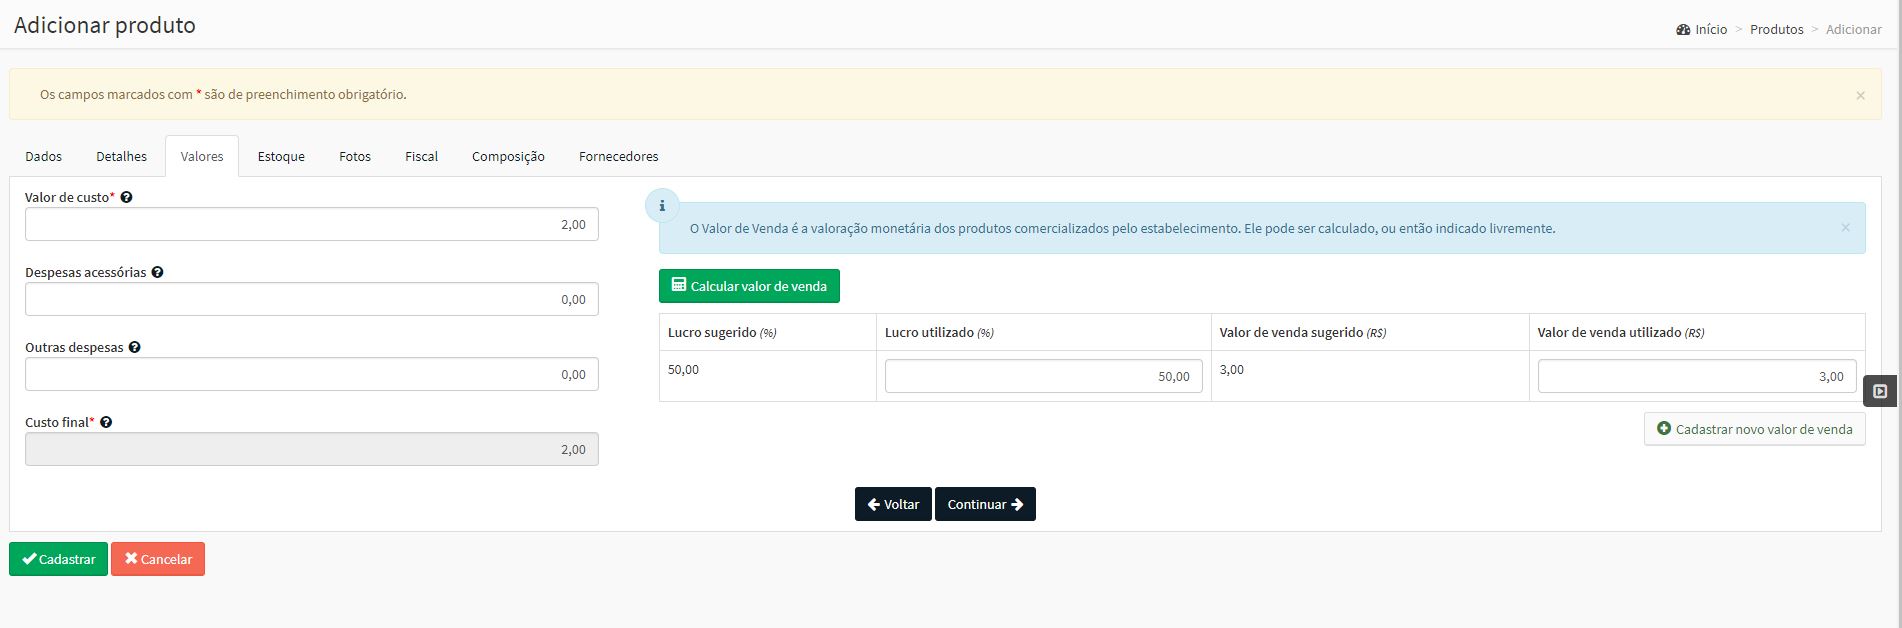 Adicionar produto
Início > Produtos > Adicionar
Os campos marcados com * são de preenchimento obrigatório.
×
Dados Detalhes Valores Estoque Fotos Fiscal Composição Fornecedores
Valor de custo*
2,00
Despesas acessórias
0,00
Outras despesas
0,00
Custo final*
2,00
O Valor de Venda é a valoração monetária dos produtos comercializados pelo estabelecimento. Ele pode ser calculado, ou então indicado livremente.
×
Calcular valor de venda
Lucro sugerido (%) Lucro utilizado (%) Valor de venda sugerido (R$) Valor de venda utilizado (R$)
50,00 50,00 3,00 3,00
Cadastrar novo valor de venda
Voltar Continuar
Cadastrar Cancelar